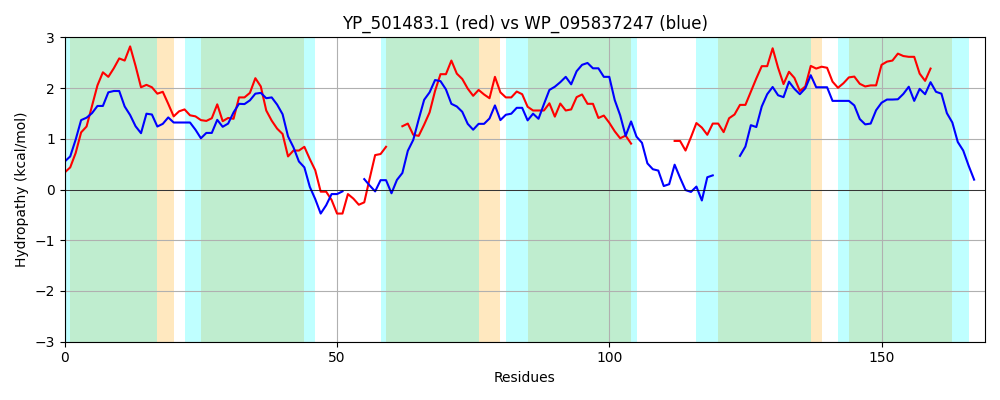 YP_501483.1 (red) vs WP_095837247 (blue)
Hydropathy (kcal/mol)
3
2
1
0
−1
−2
−3
0 50 100 150
Residues